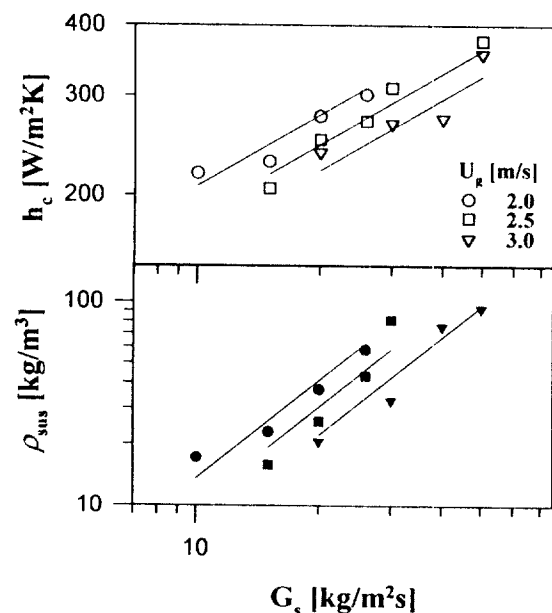 400
300
200
h_c [W/m²K]
U_g [m/s]
○ 2.0
□ 2.5
▽ 3.0
100
10
ρ_sus [kg/m³]
10
G_s [kg/m²s]